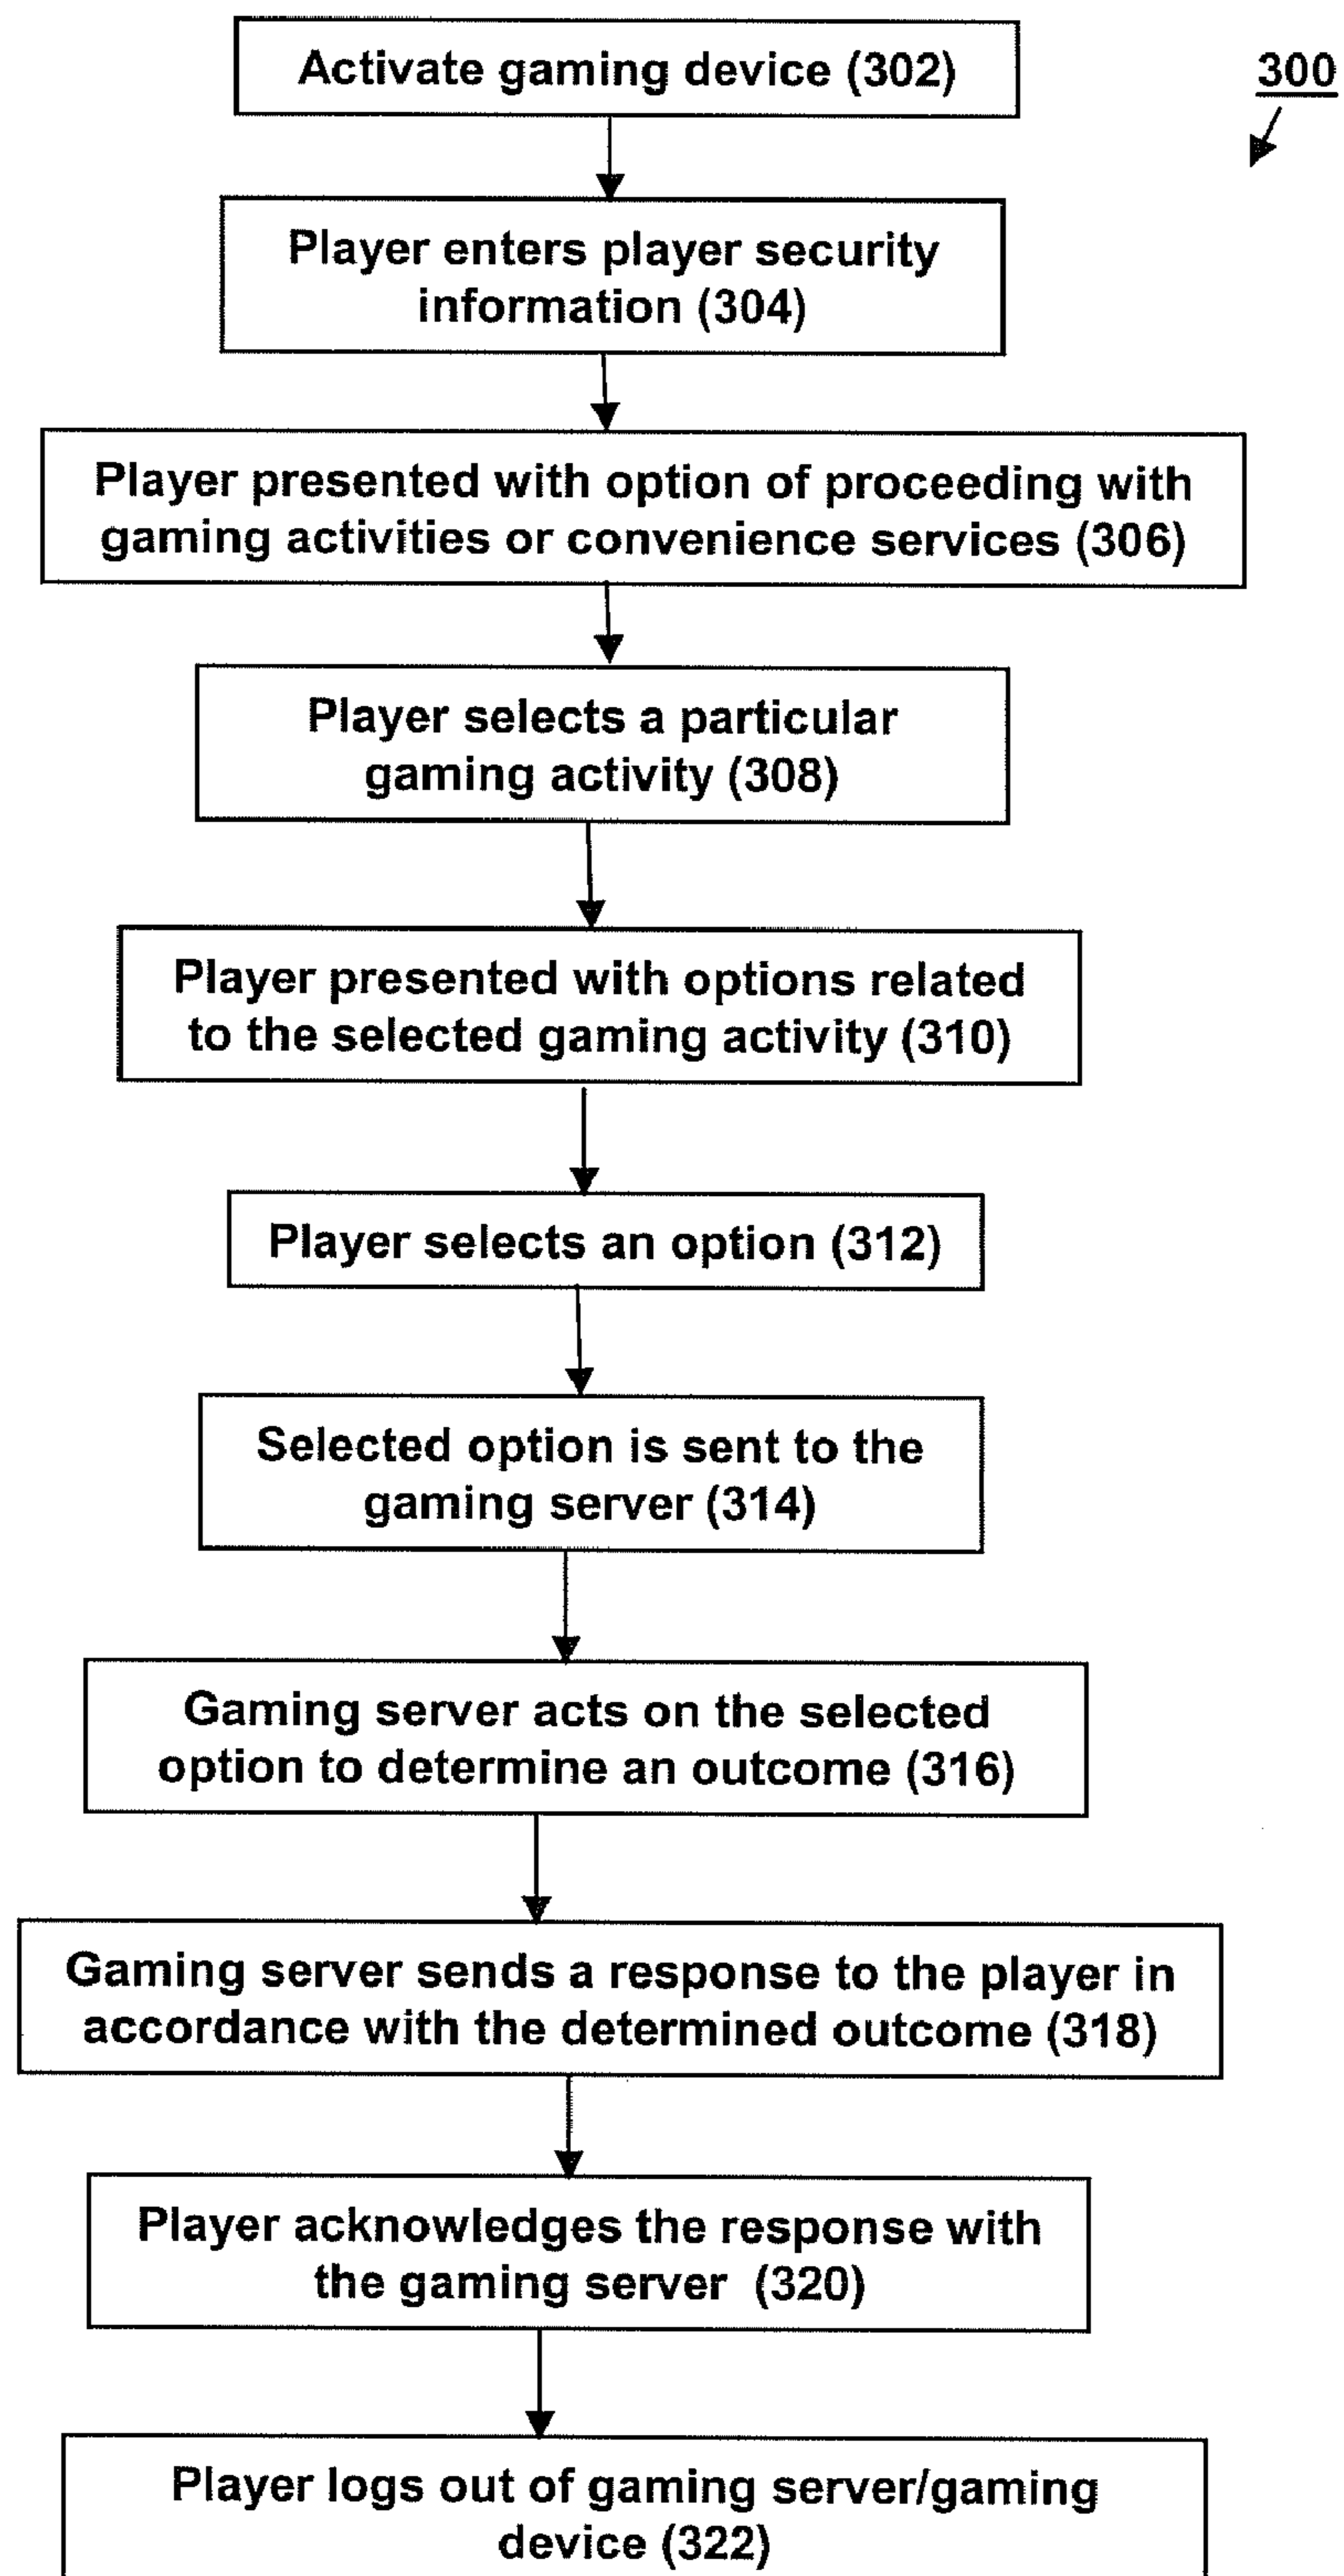 Activate gaming device (302)
300
Player enters player security
information (304)
Player presented with option of proceeding with
gaming activities or convenience services (306)
Player selects a particular
gaming activity (308)
Player presented with options related
to the selected gaming activity (310)
Player selects an option (312)
Selected option is sent to the
gaming server (314)
Gaming server acts on the selected
option to determine an outcome (316)
Gaming server sends a response to the player in
accordance with the determined outcome (318)
Player acknowledges the response with
the gaming server (320)
Player logs out of gaming server/gaming
device (322)